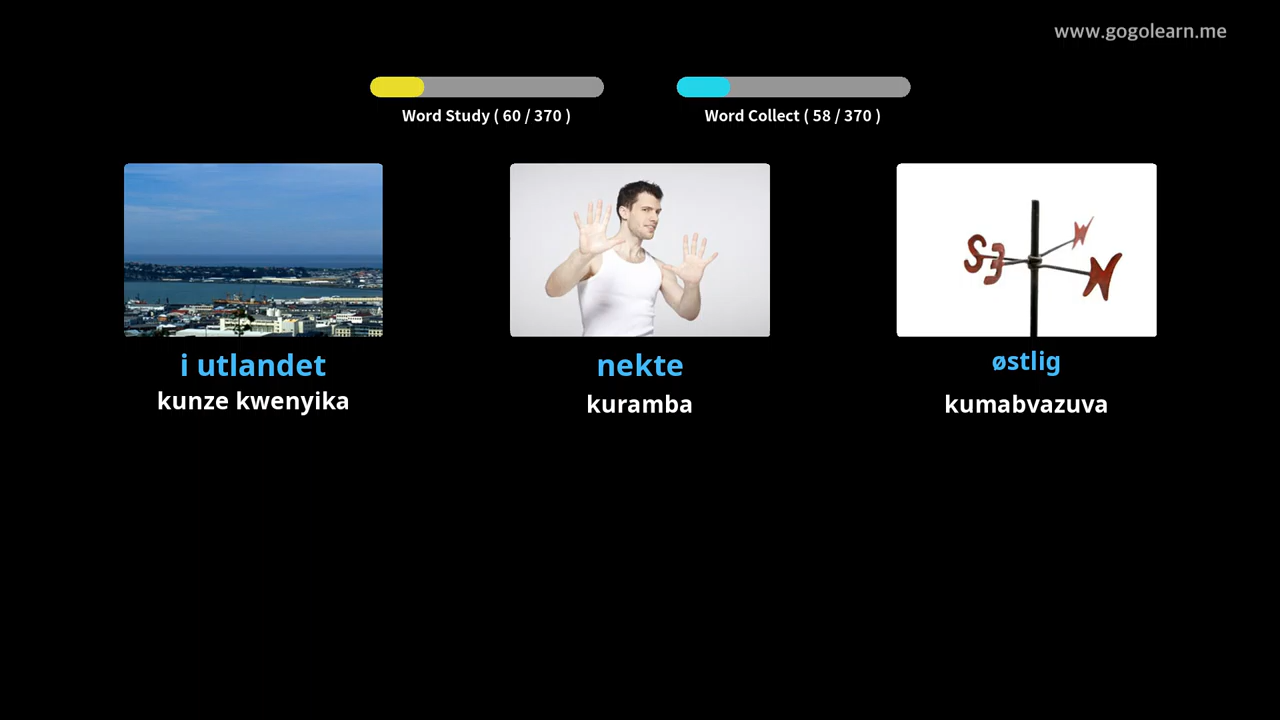 www.gogolearn.me
Word Study ( 60 / 370 )
Word Collect ( 58 / 370 )
i utlandet
kunze kwenyika
nekte
kuramba
østlig
kumabvazuva